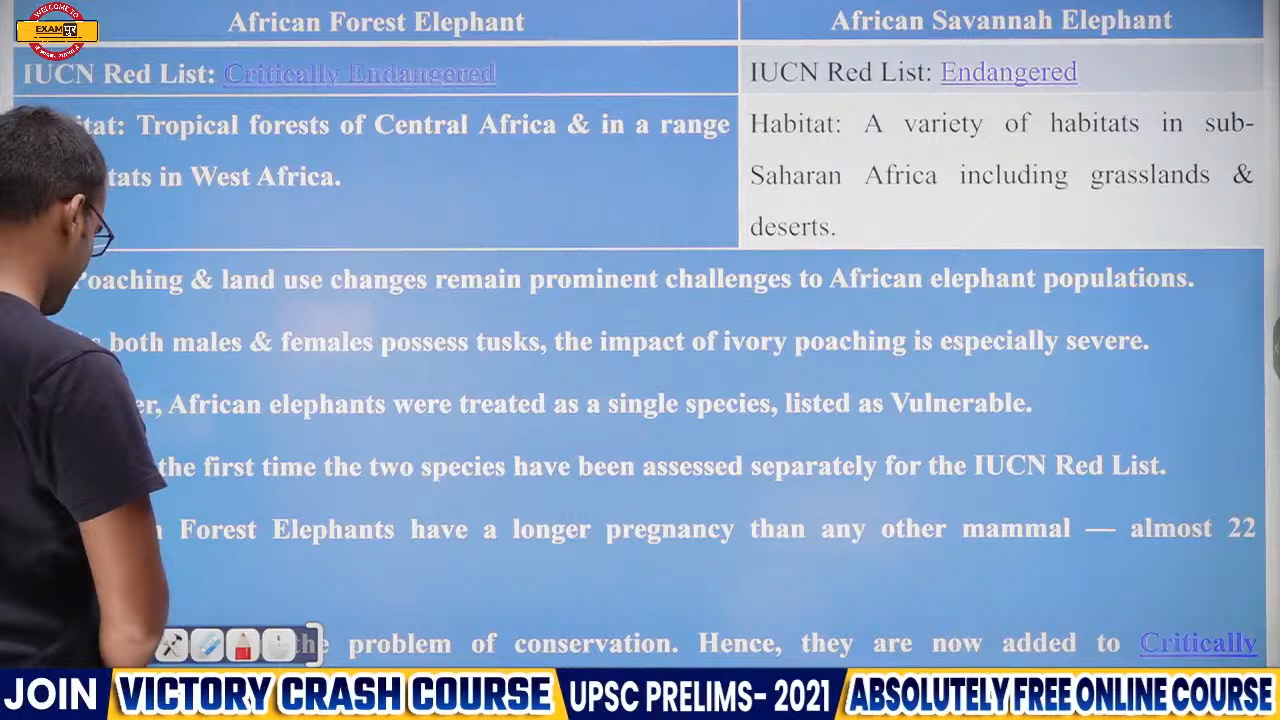 WELCOME TO
EXAM पुर
African Forest Elephant
African Savannah Elephant
IUCN Red List: Critically Endangered
IUCN Red List: Endangered
itat: Tropical forests of Central Africa & in a range
tats in West Africa.
Habitat: A variety of habitats in sub-
Saharan Africa including grasslands &
deserts.
Poaching & land use changes remain prominent challenges to African elephant populations.
s both males & females possess tusks, the impact of ivory poaching is especially severe.
er, African elephants were treated as a single species, listed as Vulnerable.
the first time the two species have been assessed separately for the IUCN Red List.
n Forest Elephants have a longer pregnancy than any other mammal — almost 22
the problem of conservation. Hence, they are now added to Critically
JOIN VICTORY CRASH COURSE UPSC PRELIMS- 2021 ABSOLUTELY FREE ONLINE COURSE